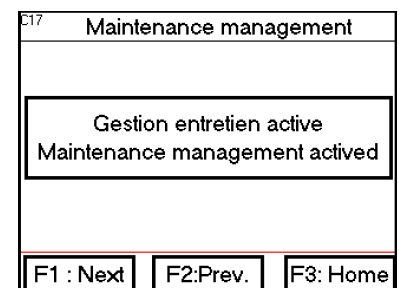 C17
Maintenance management
Gestion entretien active
Maintenance management actived
F1 : Next
F2:Prev.
F3: Home